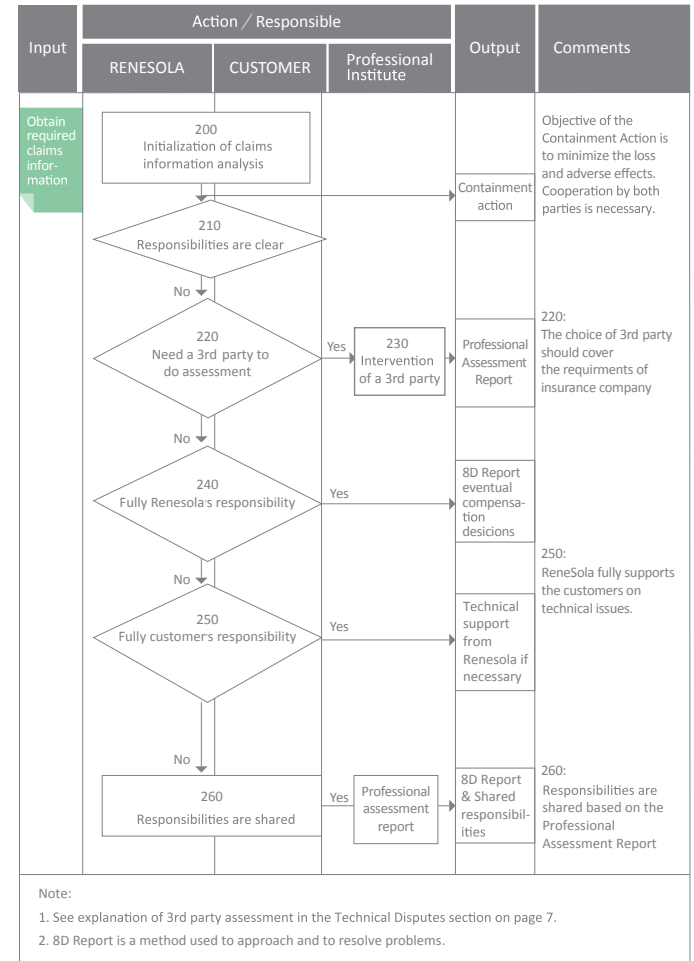 Input
Action / Responsible
Output
Comments
RENESOLA
CUSTOMER
Professional
Institute
Obtain
required
claims
infor-
mation
200
Initialization of claims
information analysis
Containment
action
Objective of the
Containment Action is
to minimize the loss
and adverse effects.
Cooperation by both
parties is necessary.
210
Responsibilities are clear
No
220
Need a 3rd party to
do assessment
Yes
230
Intervention
of a 3rd party
Professional
Assessment
Report
220:
The choice of 3rd party
should cover
the requirments of
insurance company
No
240
Fully Renesola's responsibility
Yes
8D Report
eventual
compensa-
tion
desicions
No
250
Fully customer's responsibility
Yes
Technical
support
from
Renesola if
necessary
250:
ReneSola fully supports
the customers on
technical issues.
No
260
Responsibilities are shared
Yes
Professional
assessment
report
8D Report
& Shared
responsibil-
ities
260:
Responsibilities are
shared based on the
Professional
Assessment Report
Note:
1. See explanation of 3rd party assessment in the Technical Disputes section on page 7.
2. 8D Report is a method used to approach and to resolve problems.